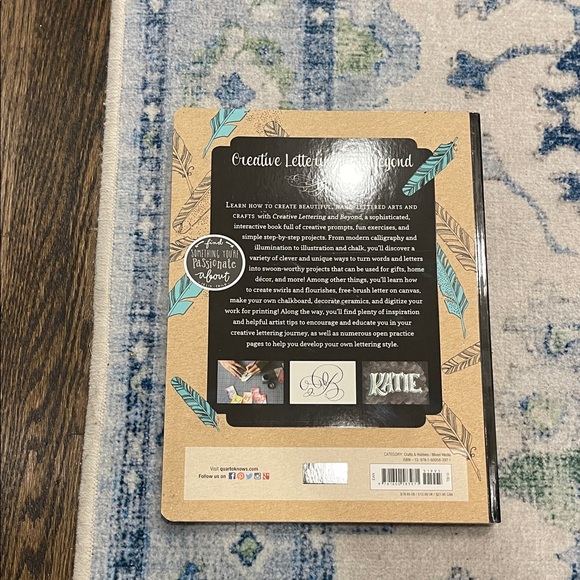 Creative Lettering Beyond
LEARN HOW TO CREATE BEAUTIFUL, HAND-LETTERED ARTS AND
CRAFTS with Creative Lettering and Beyond, a sophisticated,
interactive book full of creative prompts, fun exercises, and
simple step-by-step projects. From modern calligraphy and
illumination to illustration and chalk, you'll discover a
variety of clever and unique ways to turn words and letters
into swoon-worthy projects that can be used for gifts, home
décor, and more! Among other things, you'll learn how
to create swirls and flourishes, free-brush letter on canvas,
make your own chalkboard, decorate ceramics, and digitize your
work for printing! Along the way, you'll find plenty of inspiration
and helpful artist tips to encourage and educate you in your
creative lettering journey, as well as numerous open practice
pages to help you develop your own lettering style.
find
SOMETHING YOU'RE
Passionate
about
KATIE
Visit quarteknows.com
Follow us on
CATEGORY: Crafts & Hobbies / Mixed Media